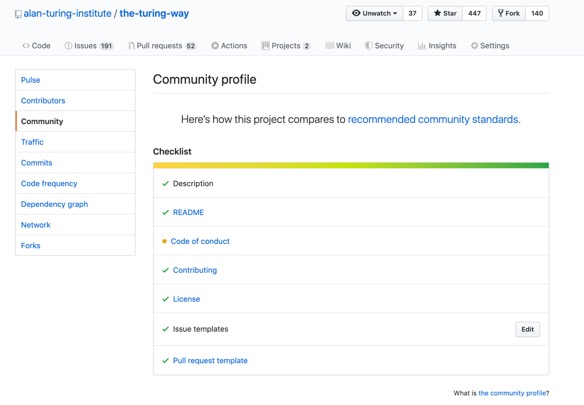 alan-turing-institute / the-turing-way
Unwatch 37 Star 447 Fork 140
Code Issues 191 Pull requests 52 Actions Projects 2 Wiki Security Insights Settings
Pulse
Contributors
Community
Traffic
Commits
Code frequency
Dependency graph
Network
Forks
Community profile
Here's how this project compares to recommended community standards.
Checklist
Description
README
Code of conduct
Contributing
License
Issue templates Edit
Pull request template
What is the community profile?